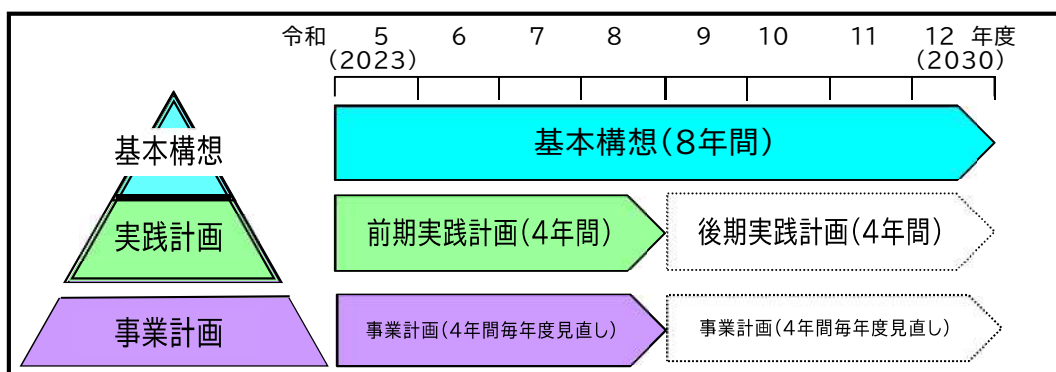 令和 5 6 7 8 9 10 11 12 年度
(2023) (2030)
基本構想
基本構想(8年間)
実践計画
前期実践計画(4年間)
後期実践計画(4年間)
事業計画
事業計画(4年間毎年度見直し)
事業計画(4年間毎年度見直し)